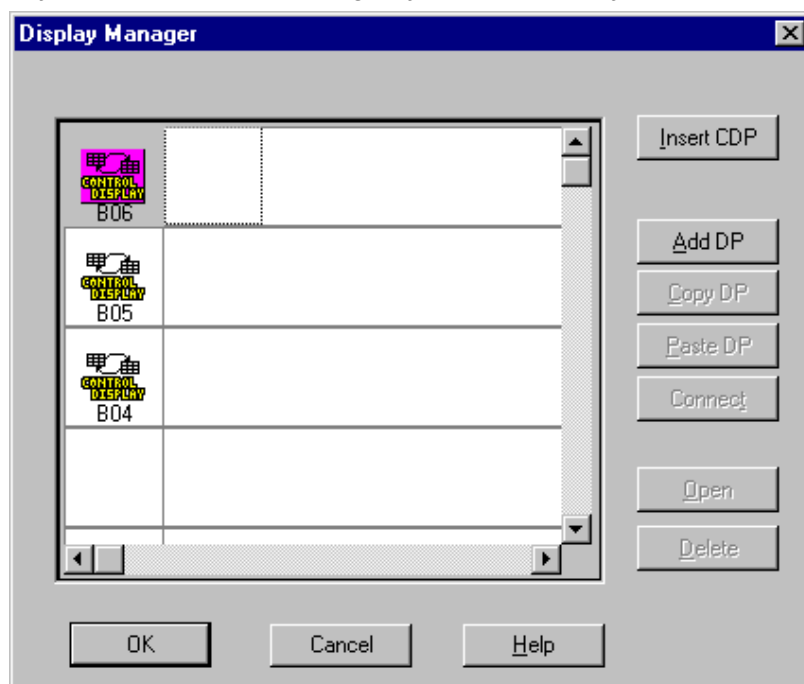 Display Manager
Insert CDP
CONTROL
DISPLAY
B06
Add DP
CONTROL
DISPLAY
B05
Copy DP
Paste DP
CONTROL
DISPLAY
B04
Connect
Open
Delete
OK
Cancel
Help